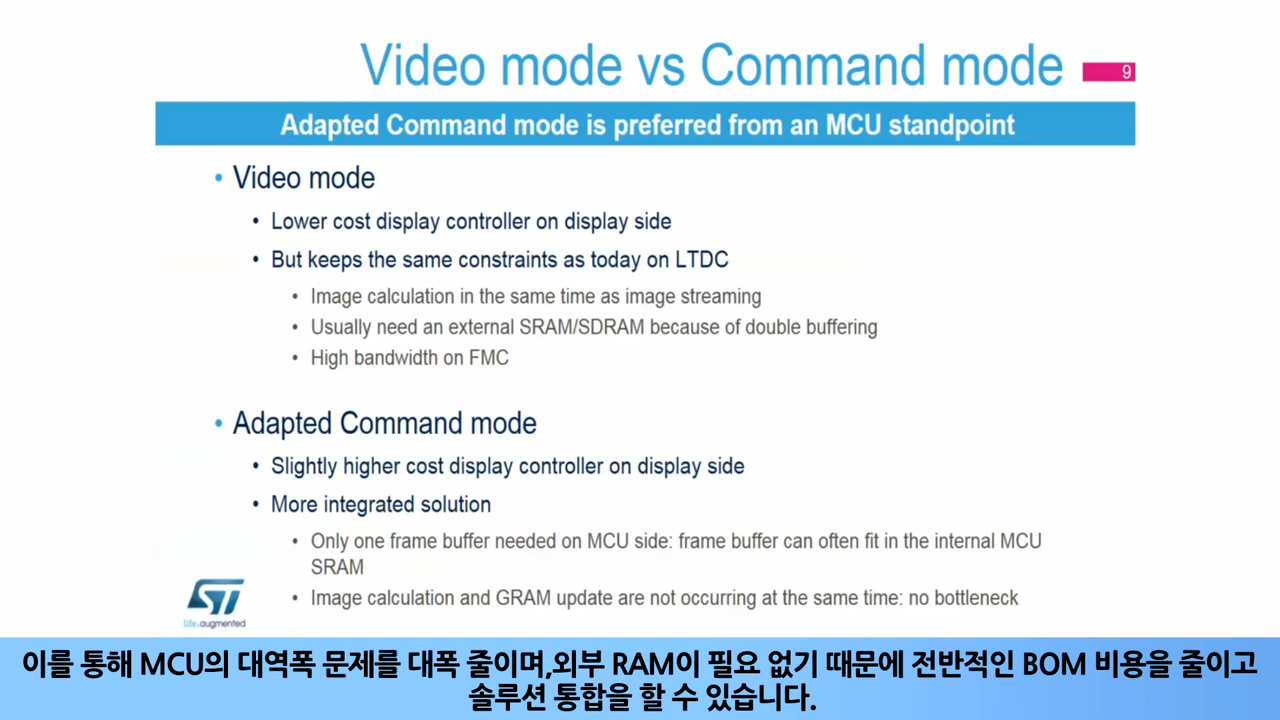 Video mode vs Command mode
9
Adapted Command mode is preferred from an MCU standpoint
• Video mode
• Lower cost display controller on display side
• But keeps the same constraints as today on LTDC
• Image calculation in the same time as image streaming
• Usually need an external SRAM/SDRAM because of double buffering
• High bandwidth on FMC
• Adapted Command mode
• Slightly higher cost display controller on display side
• More integrated solution
• Only one frame buffer needed on MCU side: frame buffer can often fit in the internal MCU
SRAM
• Image calculation and GRAM update are not occurring at the same time: no bottleneck
ST
life.augmented
이를 통해 MCU의 대역폭 문제를 대폭 줄이며,외부 RAM이 필요 없기 때문에 전반적인 BOM 비용을 줄이고
솔루션 통합을 할 수 있습니다.